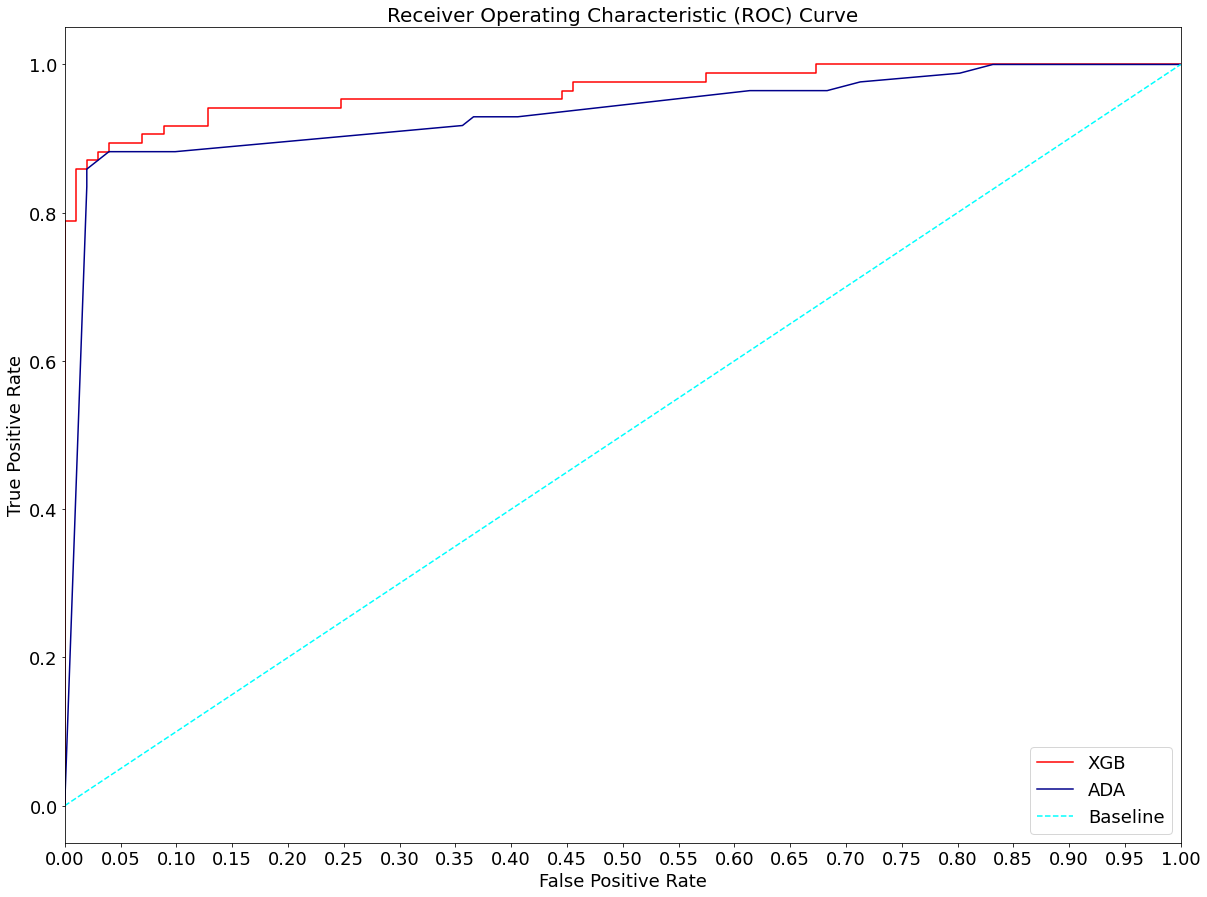 Receiver Operating Characteristic (ROC) Curve
1.0
0.8
0.6
0.4
0.2
0.0
True Positive Rate
XGB
ADA
Baseline
0.00 0.05 0.10 0.15 0.20 0.25 0.30 0.35 0.40 0.45 0.50 0.55 0.60 0.65 0.70 0.75 0.80 0.85 0.90 0.95 1.00
False Positive Rate